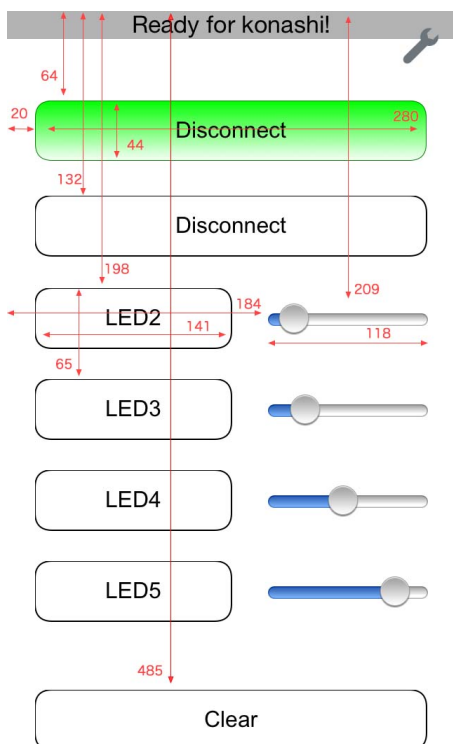 Ready for konashi!
64
20
280
Disconnect
44
132
Disconnect
198
209
184
LED2
141
118
65
LED3
LED4
LED5
485
Clear